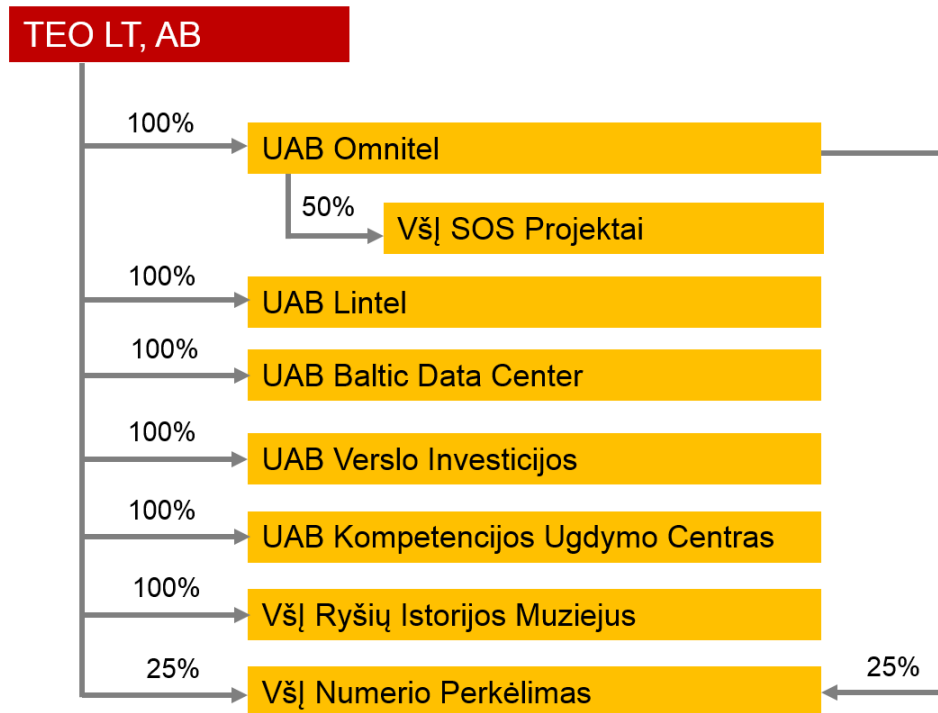 TEO LT, AB
100%
UAB Omnitel
50%
VšĮ SOS Projektai
100%
UAB Lintel
100%
UAB Baltic Data Center
100%
UAB Verslo Investicijos
100%
UAB Kompetencijos Ugdymo Centras
100%
VšĮ Ryšių Istorijos Muziejus
25%
VšĮ Numerio Perkėlimas
25%